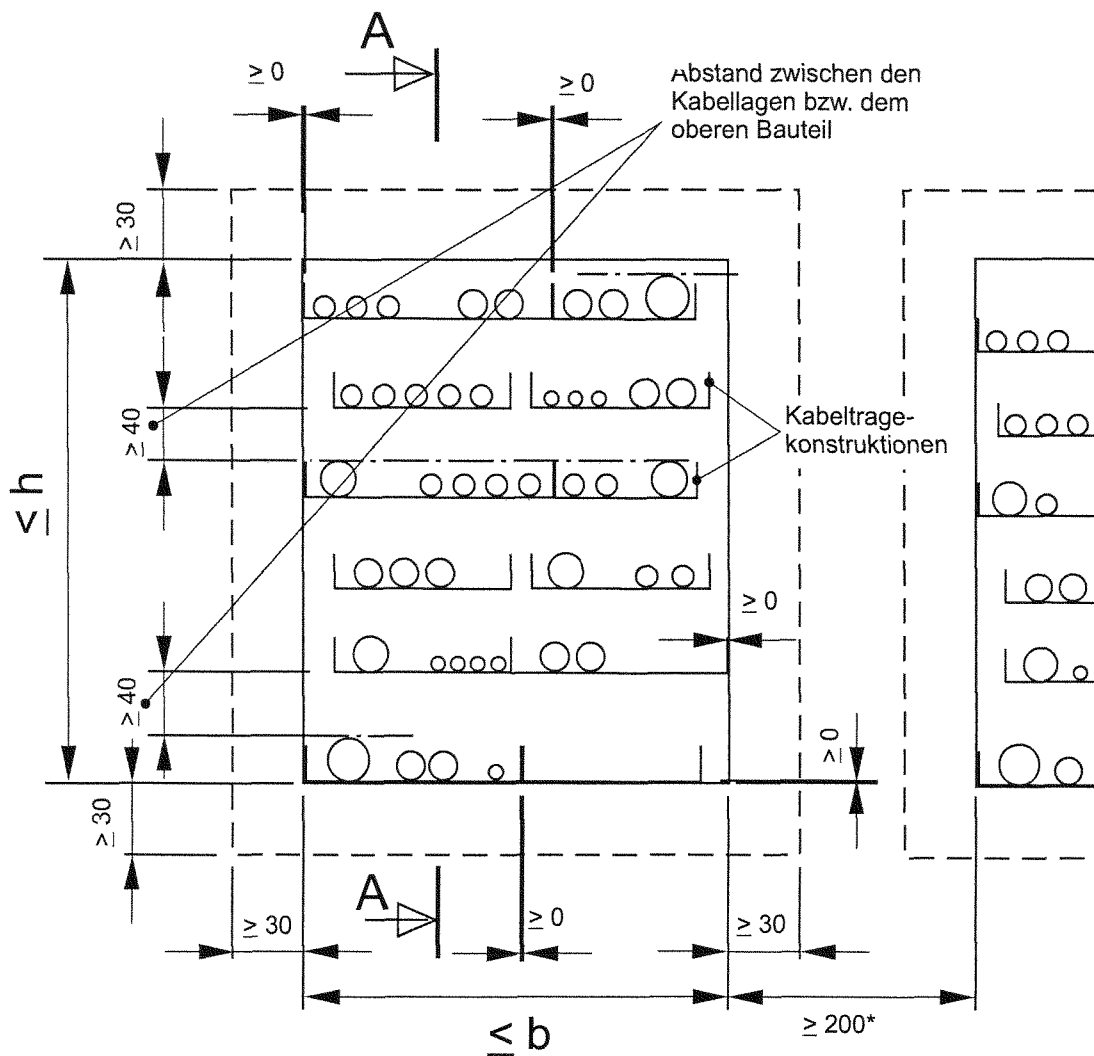 A
≥ 0
≥ 0
Abstand zwischen den
Kabellagen bzw. dem
oberen Bauteil
≥ 30
≥ 40
Kabeltrage-
konstruktionen
≤ h
≥ 0
≥ 40
≥ 0
≥ 30
A
≥ 30
≥ 0
≥ 30
≤ b
≥ 200*